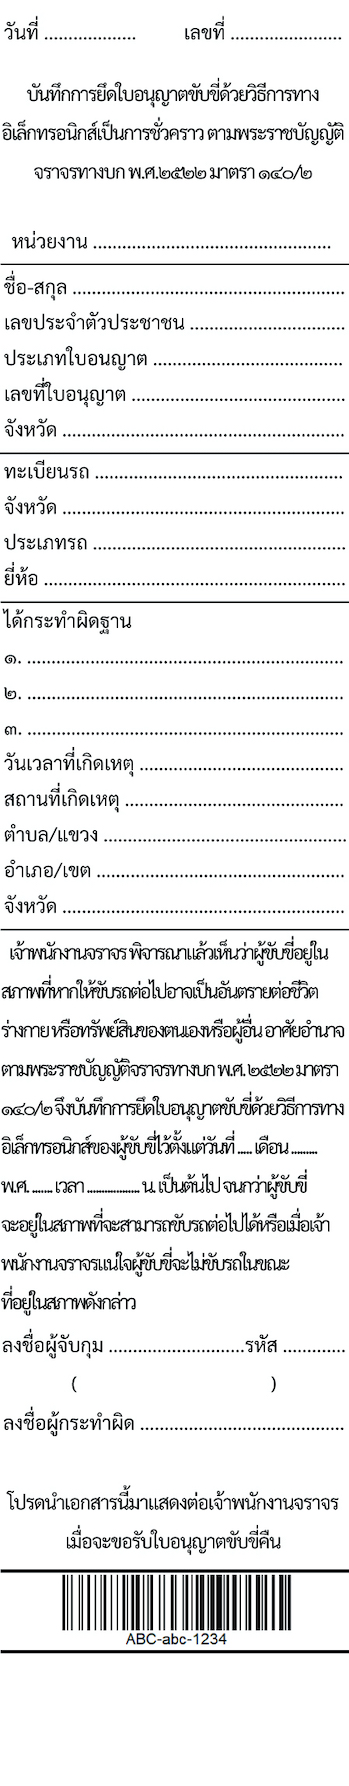 วันที่ ................... เลขที่ .......................
บันทึกการยึดใบอนุญาตขับขี่ด้วยวิธีการทาง
อิเล็กทรอนิกส์เป็นการชั่วคราว ตามพระราชบัญญัติ
จราจรทางบก พ.ศ.๒๕๒๒ มาตรา ๑๔๐/๒
หน่วยงาน .................................................
ชื่อ-สกุล ........................................................
เลขประจำตัวประชาชน ................................
ประเภทใบอนญาต .......................................
เลขที่ใบอนุญาต ............................................
จังหวัด ..........................................................
ทะเบียนรถ ...................................................
จังหวัด ..........................................................
ประเภทรถ ....................................................
ยี่ห้อ ..............................................................
ได้กระทำผิดฐาน
๑. .................................................................
๒. .................................................................
๓. .................................................................
วันเวลาที่เกิดเหตุ ..........................................
สถานที่เกิดเหตุ .............................................
ตำบล/แขวง ..................................................
อำเภอ/เขต ...................................................
จังหวัด ..........................................................
เจ้าพนักงานจราจร พิจารณาแล้วเห็นว่าผู้ขับขี่อยู่ใน
สภาพที่หากให้ขับรถต่อไปอาจเป็นอันตรายต่อชีวิต
ร่างกาย หรือทรัพย์สินของตนเองหรือผู้อื่น อาศัยอำนาจ
ตามพระราชบัญญัติจราจรทางบก พ.ศ. ๒๕๒๒ มาตรา
๑๔๐/๒ จึงบันทึกการยึดใบอนุญาตขับขี่ด้วยวิธีการทาง
อิเล็กทรอนิกส์ของผู้ขับขี่ไว้ตั้งแต่วันที่ ..... เดือน .........
พ.ศ. ....... เวลา .................. น. เป็นต้นไป จนกว่าผู้ขับขี่
จะอยู่ในสภาพที่จะสามารถขับรถต่อไปได้หรือเมื่อเจ้า
พนักงานจราจรแน่ใจผู้ขับขี่จะไม่ขับรถในขณะ
ที่อยู่ในสภาพดังกล่าว
ลงชื่อผู้จับกุม ............................รหัส .............
( )
ลงชื่อผู้กระทำผิด ..........................................
โปรดนำเอกสารนี้มาแสดงต่อเจ้าพนักงานจราจร
เมื่อจะขอรับใบอนุญาตขับขี่คืน
ABC-abc-1234